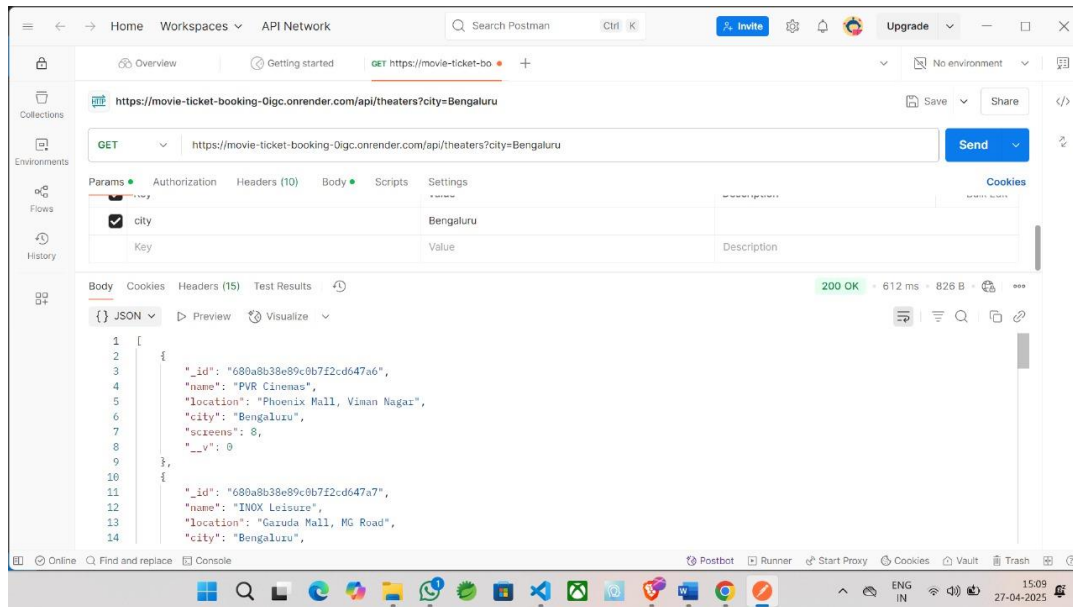 Home Workspaces API Network Search Postman Ctrl K Invite Upgrade
Overview Getting started GET https://movie-ticket-bo + No environment
HTTP https://movie-ticket-booking-0igc.onrender.com/api/theaters?city=Bengaluru Save Share
Collections
GET https://movie-ticket-booking-0igc.onrender.com/api/theaters?city=Bengaluru Send
Environments
Params Authorization Headers (10) Body Scripts Settings Cookies
Flows
city Bengaluru
Key Value Description
History
Body Cookies Headers (15) Test Results 200 OK 612 ms 826 B
{} JSON Preview Visualize
1 [
2 {
3 "_id": "680a8b38e89c0b7f2cd647a6",
4 "name": "PVR Cinemas",
5 "location": "Phoenix Mall, Viman Nagar",
6 "city": "Bengaluru",
7 "screens": 8,
8 "__v": 0
9 },
10 {
11 "_id": "680a8b38e89c0b7f2cd647a7",
12 "name": "INOX Leisure",
13 "location": "Garuda Mall, MG Road",
14 "city": "Bengaluru",
Online Find and replace Console Postbot Runner Start Proxy Cookies Vault Trash
ENG 15:09
IN 27-04-2025